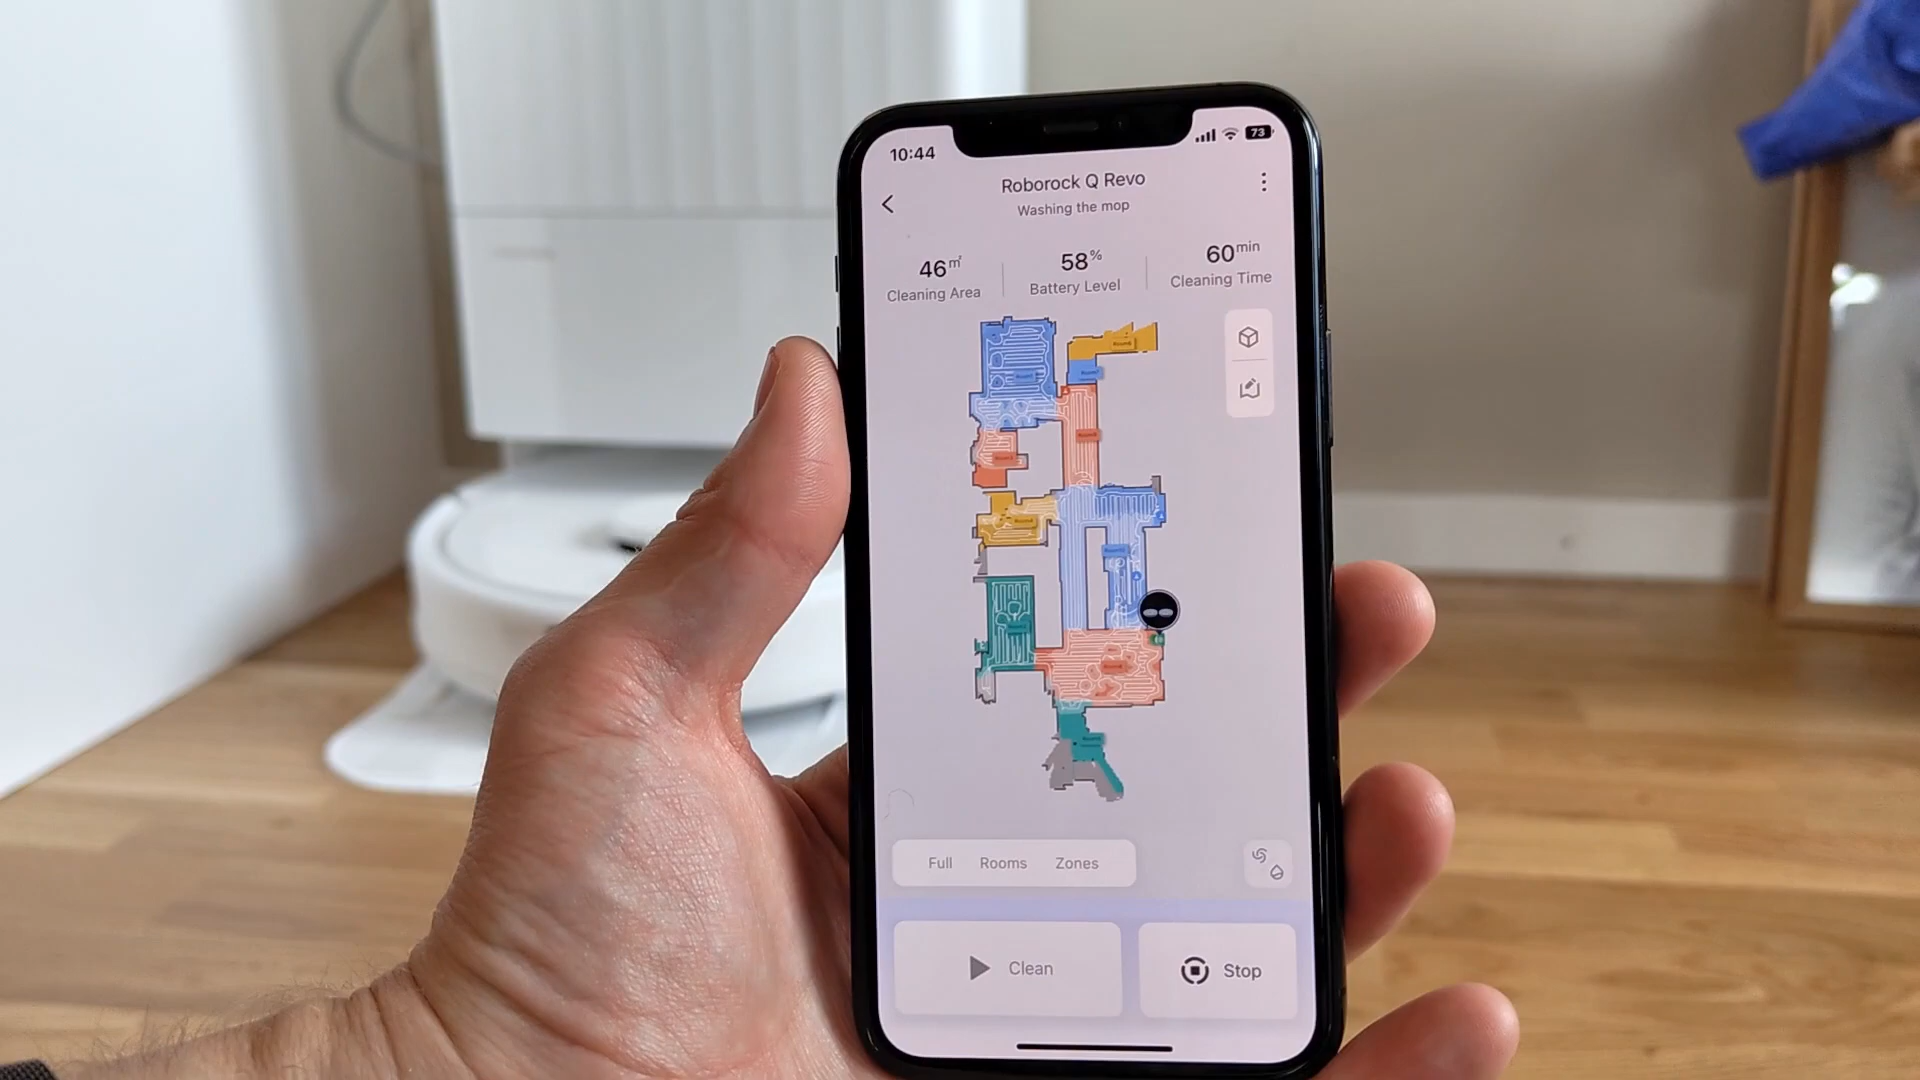 10:44
73
Roborock Q Revo
Washing the mop
46㎡ 58% 60min
Cleaning Area Battery Level Cleaning Time
Full Rooms Zones
Clean Stop